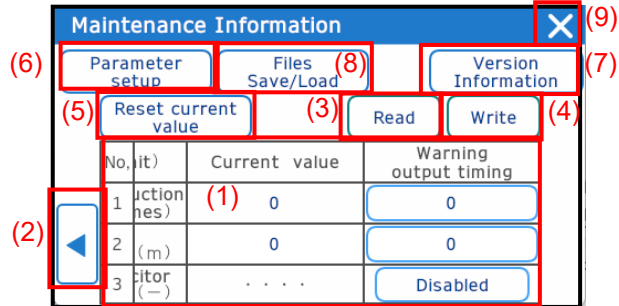 Maintenance Information
(9)
(6)
Parameter
setup
Files
Save/Load
(8)
Version
Information
(7)
(5)
Reset current
value
(3)
Read
Write
(4)
No.
Current value
Warning
output timing
(1)
1
0
0
(2)
2
(m)
0
0
3
(−)
. . . .
Disabled